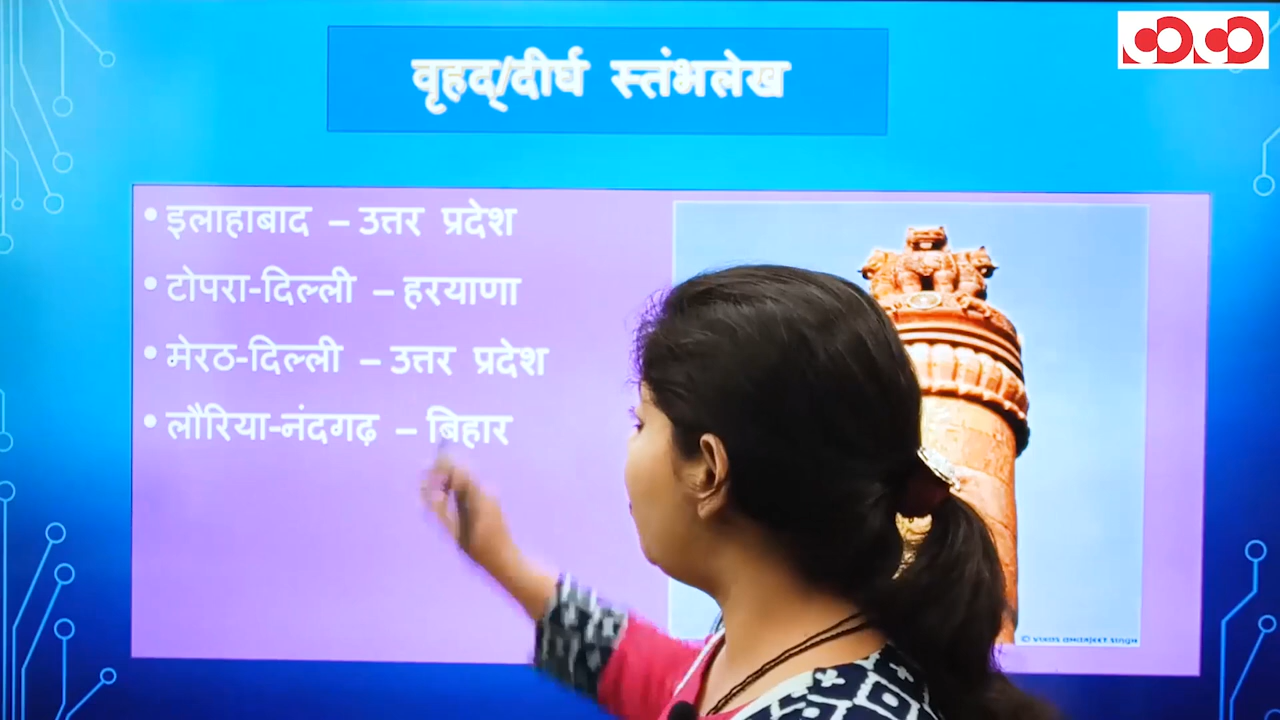 वृहद्/दीर्घ स्तंभलेख
• इलाहाबाद – उत्तर प्रदेश
• टोपरा-दिल्ली – हरयाणा
• मेरठ-दिल्ली – उत्तर प्रदेश
• लौरिया-नंदगढ़ – बिहार